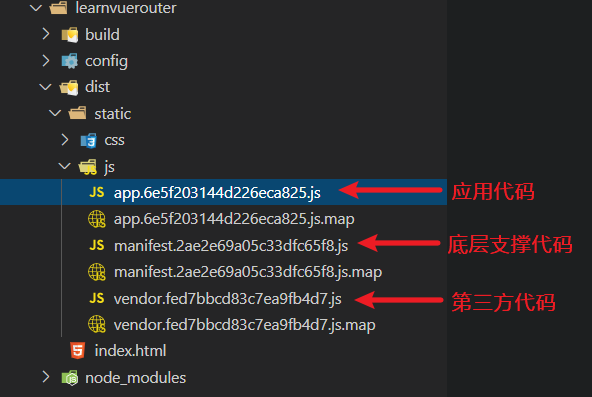 learnvuerouter
build
config
dist
static
css
js
JS app.6e5f203144d226eca825.js 应用代码
app.6e5f203144d226eca825.js.map
JS manifest.2ae2e69a05c33dfc65f8.js 底层支撑代码
manifest.2ae2e69a05c33dfc65f8.js.map
JS vendor.fed7bbcd83c7ea9fb4d7.js 第三方代码
vendor.fed7bbcd83c7ea9fb4d7.js.map
index.html
node_modules